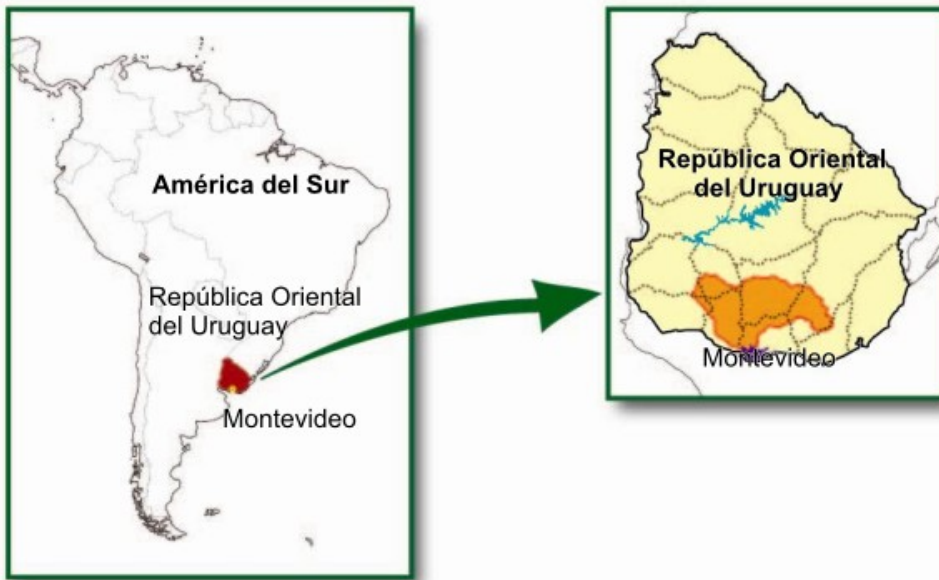 América del Sur
República Oriental
del Uruguay
Montevideo
República Oriental
del Uruguay
Montevideo